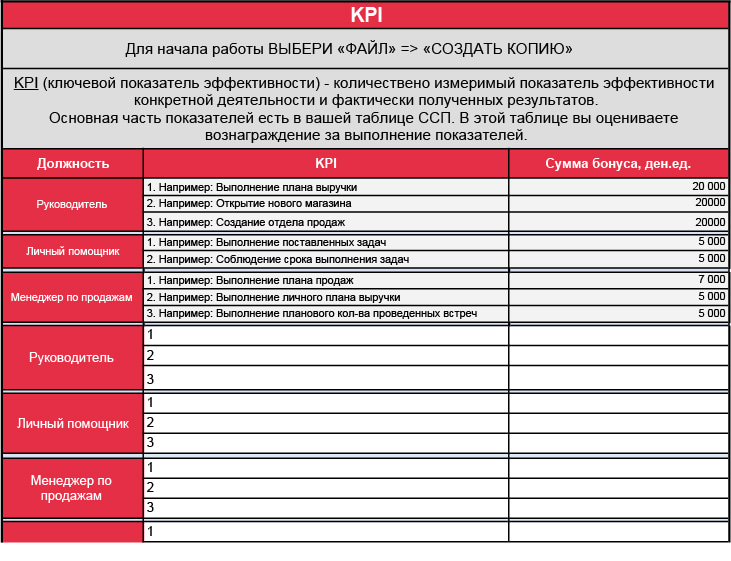 KPI
Для начала работы ВЫБЕРИ «ФАЙЛ» => «СОЗДАТЬ КОПИЮ»
KPI (ключевой показатель эффективности) - количествено измеримый показатель эффективности
конкретной деятельности и фактически полученных результатов.
Основная часть показателей есть в вашей таблице ССП. В этой таблице вы оцениваете
вознаграждение за выполнение показателей.
Должность KPI Сумма бонуса, ден.ед.
Руководитель
1. Например: Выполнение плана выручки 20 000
2. Например: Открытие нового магазина 20000
3. Например: Создание отдела продаж 20000
Личный помощник
1. Например: Выполнение поставленных задач 5 000
2. Например: Соблюдение срока выполнения задач 5 000
Менеджер по продажам
1. Например: Выполнение плана продаж 7 000
2. Например: Выполнение личного плана выручки 5 000
3. Например: Выполнение планового кол-ва проведенных встреч 5 000
Руководитель
1
2
3
Личный помощник
1
2
3
Менеджер по
продажам
1
2
3
1